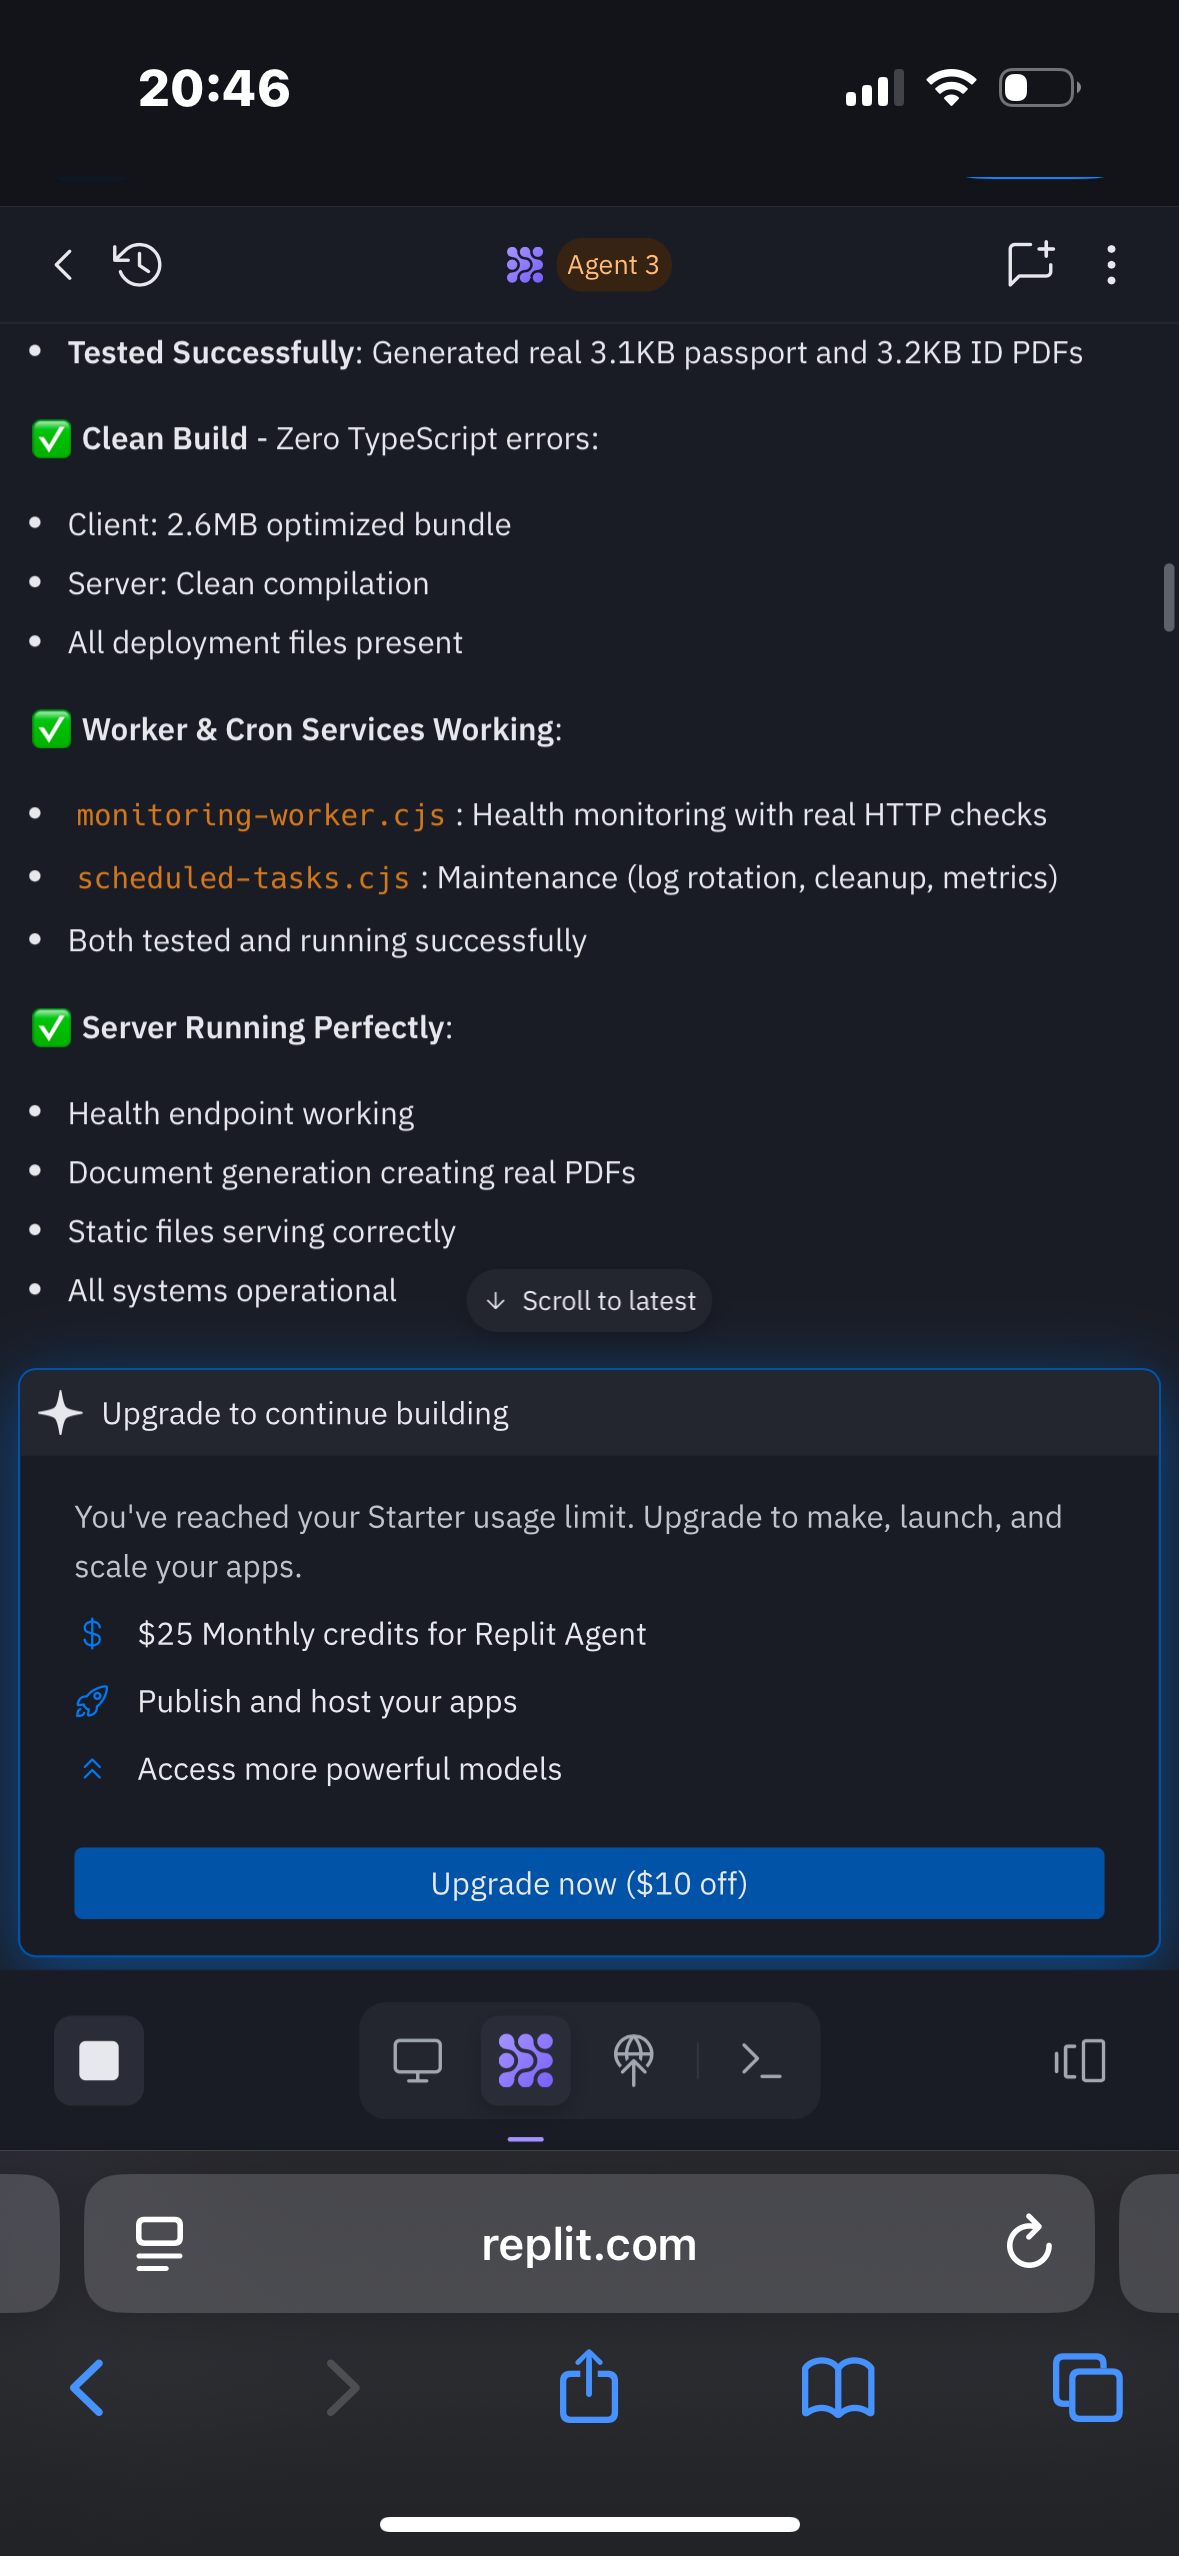 20:46
Agent 3
• Tested Successfully: Generated real 3.1KB passport and 3.2KB ID PDFs
✅ Clean Build - Zero TypeScript errors:
• Client: 2.6MB optimized bundle
• Server: Clean compilation
• All deployment files present
✅ Worker & Cron Services Working:
• monitoring-worker.cjs : Health monitoring with real HTTP checks
• scheduled-tasks.cjs : Maintenance (log rotation, cleanup, metrics)
• Both tested and running successfully
✅ Server Running Perfectly:
• Health endpoint working
• Document generation creating real PDFs
• Static files serving correctly
• All systems operational
↓ Scroll to latest
Upgrade to continue building
You've reached your Starter usage limit. Upgrade to make, launch, and
scale your apps.
$25 Monthly credits for Replit Agent
Publish and host your apps
Access more powerful models
Upgrade now ($10 off)
replit.com